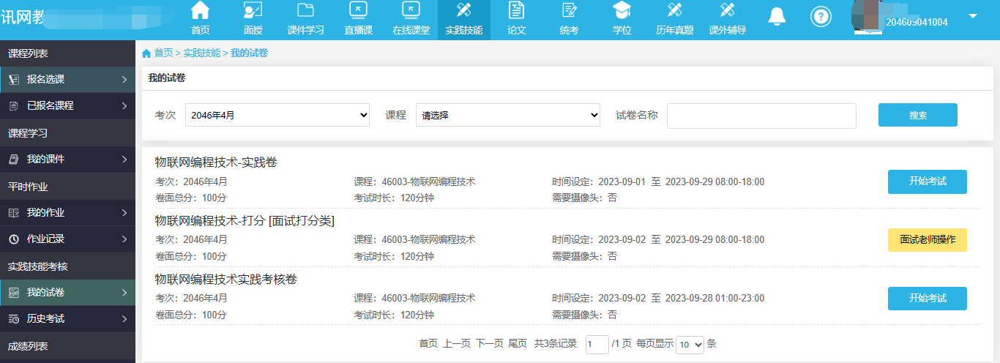 讯网教
首页 面授 课件学习 直播课 在线课堂 实践技能 论文 统考 学位 历年真题 课外辅导
204609041004
课程列表
报名选课
已报名课程
课程学习
我的课件
平时作业
我的作业
作业记录
实践技能考核
我的试卷
历史考试
成绩列表
首页 > 实践技能 > 我的试卷
我的试卷
考次 2046年4月 课程 请选择 试卷名称 搜索
物联网编程技术-实践卷
考次：2046年4月 课程：46003-物联网编程技术 时间设定：2023-09-01 至 2023-09-29 08:00-18:00
卷面总分：100分 考试时长：120分钟 需要摄像头：否
开始考试
物联网编程技术-打分 [面试打分类]
考次：2046年4月 课程：46003-物联网编程技术 时间设定：2023-09-02 至 2023-09-29 08:00-18:00
卷面总分：100分 考试时长：120分钟 需要摄像头：否
面试老师操作
物联网编程技术实践考核卷
考次：2046年4月 课程：46003-物联网编程技术 时间设定：2023-09-02 至 2023-09-28 01:00-23:00
卷面总分：100分 考试时长：120分钟 需要摄像头：否
开始考试
首页 上一页 下一页 尾页 共3条记录 1 /1 页 每页显示 10 条